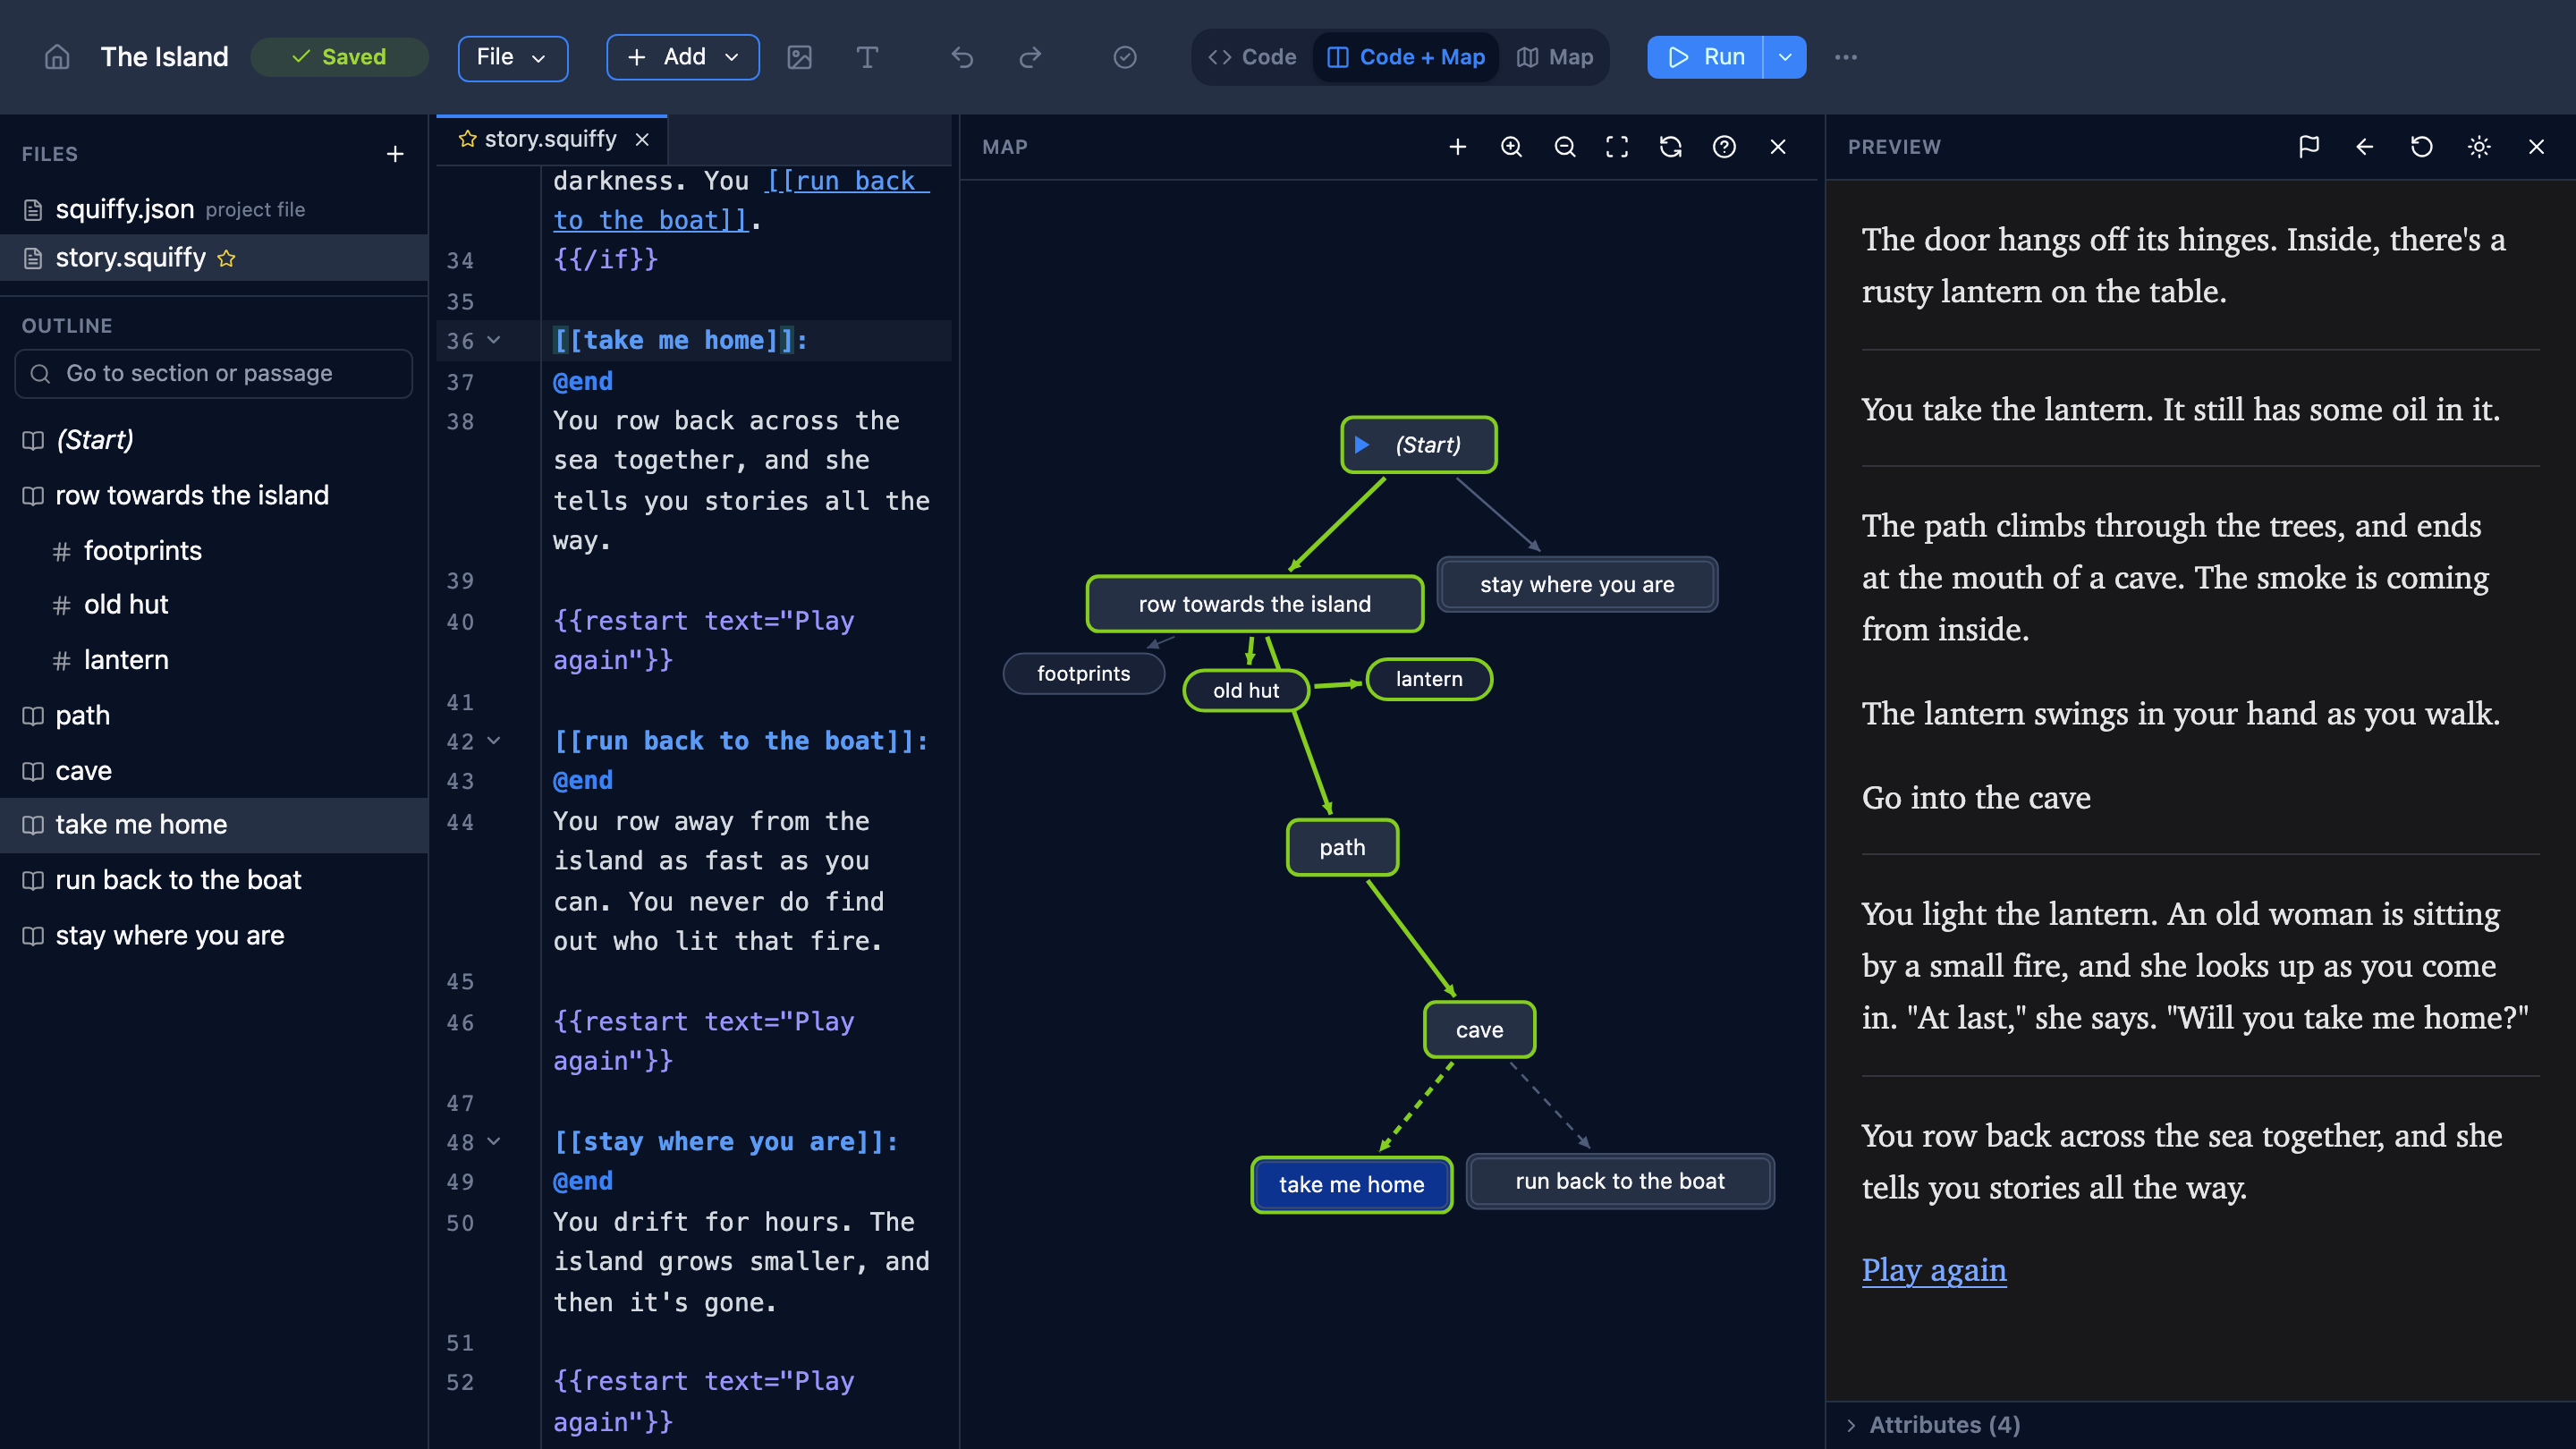 The Island
Saved
File
Add
Code
Code + Map
Map
Run
FILES
squiffy.json project file
story.squiffy
OUTLINE
Go to section or passage
(Start)
row towards the island
# footprints
# old hut
# lantern
path
cave
take me home
run back to the boat
stay where you are
story.squiffy
darkness. You [[run back
to the boat]].
34 {{/if}}
35
36 [[take me home]]:
37 @end
38 You row back across the
sea together, and she
tells you stories all the
way.
39
40 {{restart text="Play
again"}}
41
42 [[run back to the boat]]:
43 @end
44 You row away from the
island as fast as you
can. You never do find
out who lit that fire.
45
46 {{restart text="Play
again"}}
47
48 [[stay where you are]]:
49 @end
50 You drift for hours. The
island grows smaller, and
then it's gone.
51
52 {{restart text="Play
again"}}
MAP
(Start)
stay where you are
row towards the island
footprints
old hut
lantern
path
cave
take me home
run back to the boat
PREVIEW
The door hangs off its hinges. Inside, there's a
rusty lantern on the table.
You take the lantern. It still has some oil in it.
The path climbs through the trees, and ends
at the mouth of a cave. The smoke is coming
from inside.
The lantern swings in your hand as you walk.
Go into the cave
You light the lantern. An old woman is sitting
by a small fire, and she looks up as you come
in. "At last," she says. "Will you take me home?"
You row back across the sea together, and she
tells you stories all the way.
Play again
Attributes (4)